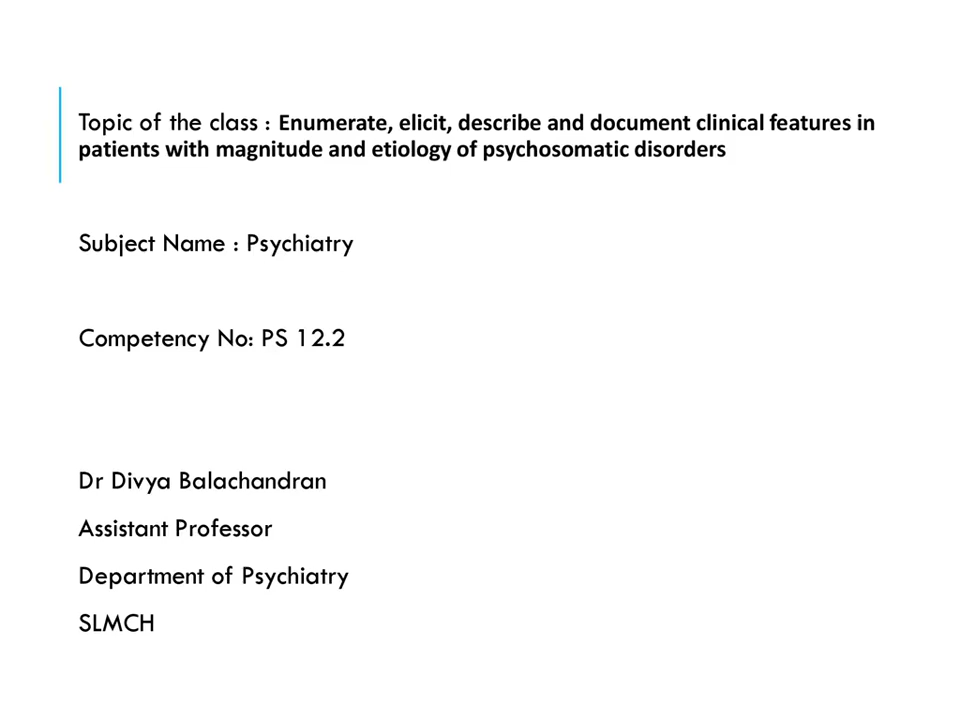 Topic of the class : Enumerate, elicit, describe and document clinical features in
patients with magnitude and etiology of psychosomatic disorders
Subject Name : Psychiatry
Competency No: PS 12.2
Dr Divya Balachandran
Assistant Professor
Department of Psychiatry
SLMCH